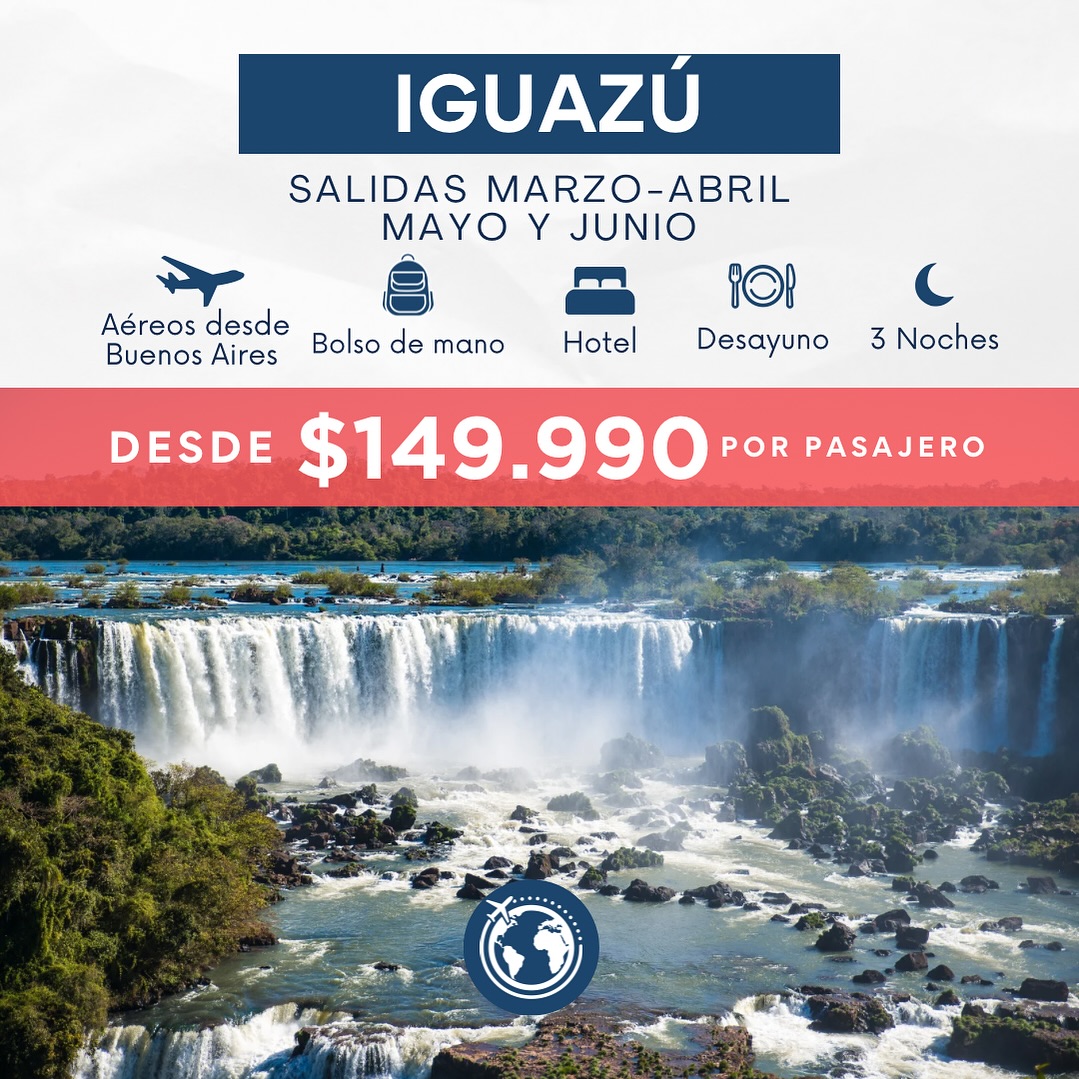 IGUAZÚ
SALIDAS MARZO-ABRIL
MAYO Y JUNIO
Aéreos desde
Buenos Aires
Bolso de mano
Hotel
Desayuno
3 Noches
DESDE $149.990 POR PASAJERO